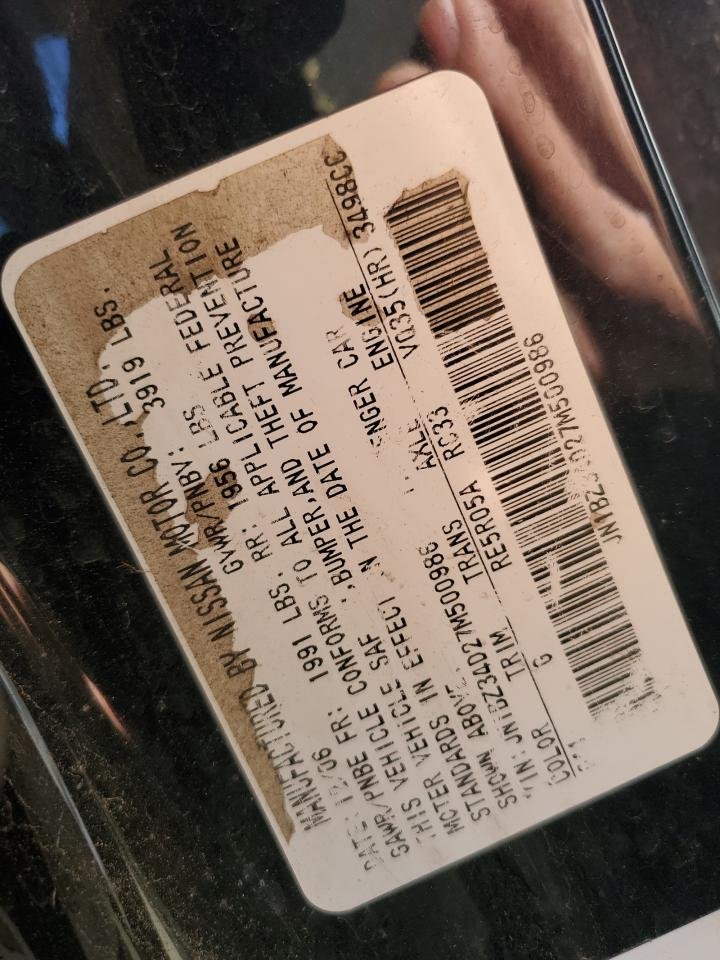 MANUFACTURED BY NISSAN MOTOR CO.,LTD.
DATE: 12/06 GVWR/PNBV: 3919 LBS.
GAWR/PNBE FR: 1991 LBS. RR: 1956 LBS
THIS VEHICLE CONFORMS TO ALL APPLICABLE FEDERAL
MOTER VEHICLE SAF , BUMPER,AND THEFT PREVENTION
STANDARDS IN EFFECT N THE DATE OF MANUFACTURE
SHOWN ABOVE.
VIN: JN1BZ34D27M500986 NGER CAR
COLOR TRIM TRANS AXLE ENGINE
G RE5R05A RC33 VQ35(HR) 3498CC
JN1BZ34D27M500986